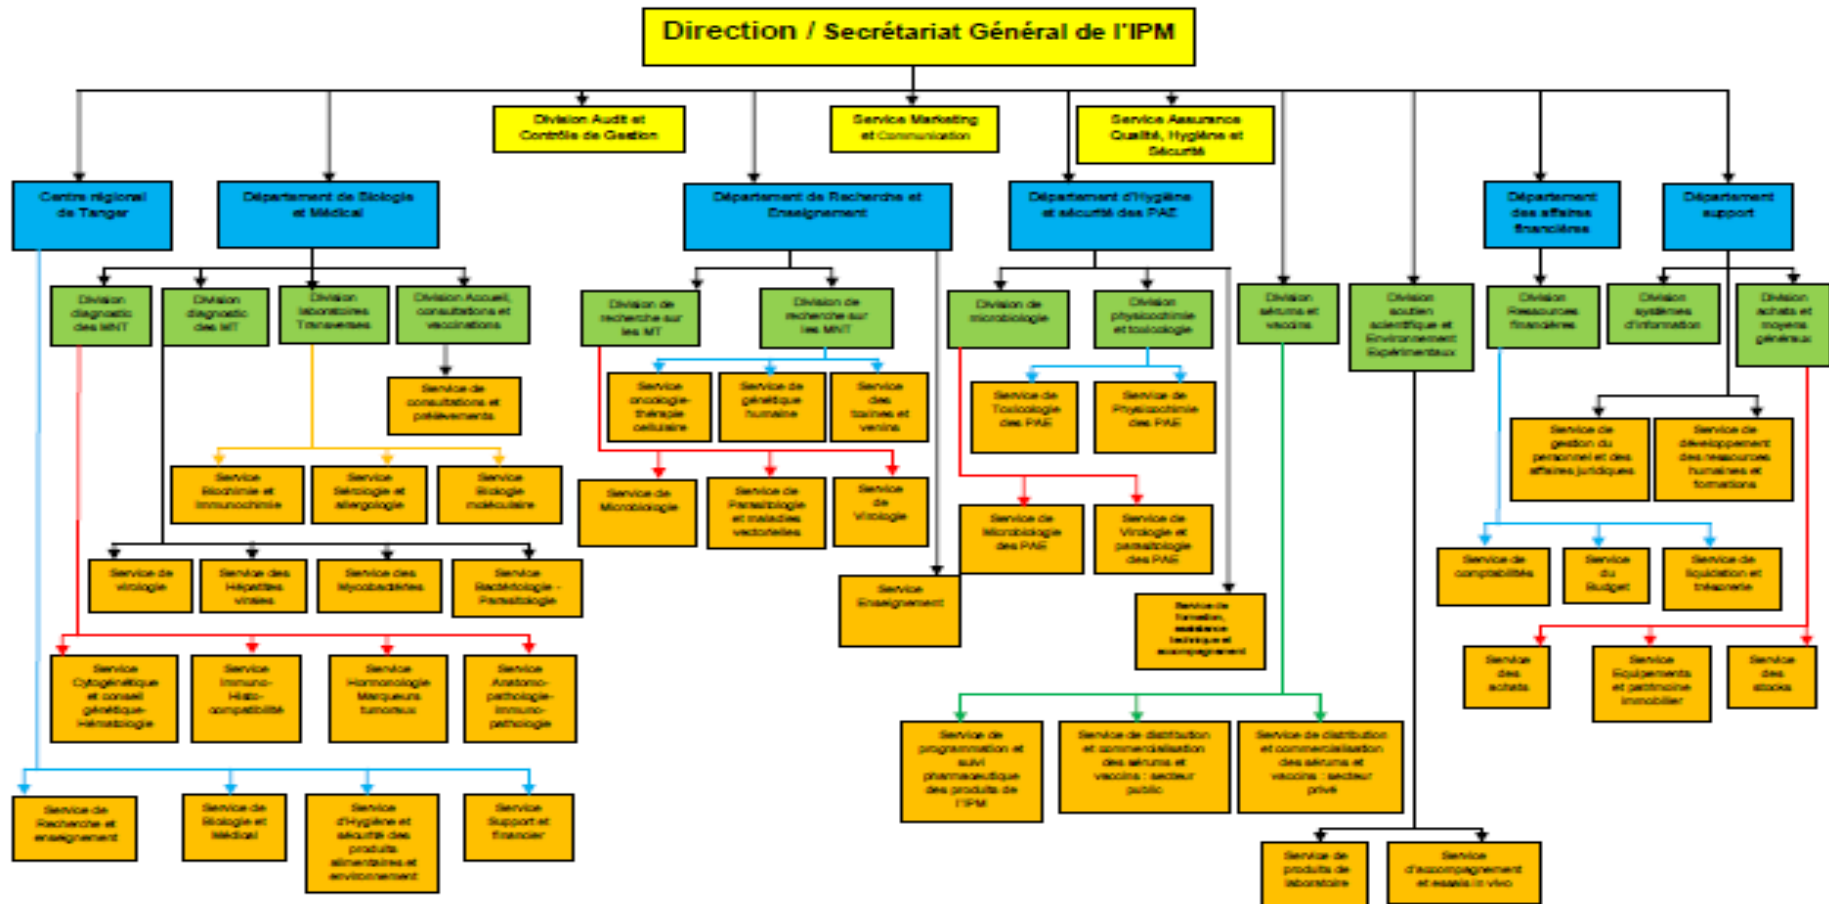 Direction / Secrétariat Général de l'IPM
Division Audit et
Contrôle de Gestion
Service Marketing
et Communication
Service Assurance
Qualité, Hygiène et
Sécurité
Centre régional
de Tanger
Département de Biologie
et Médical
Département de Recherche et
Enseignement
Département d'Hygiène
et sécurité des PAE
Département
des affaires
financières
Département
support
Division
diagnostic
des MNT
Division
diagnostic
des MT
Division
laboratoires
Transverses
Division Accueil,
consultations et
vaccinations
Division de
recherche sur
les MT
Division de
recherche sur
les MNT
Division de
microbiologie
Division
physicochimie
et toxicologie
Division
sérums et
vaccins
Division
soutien
scientifique et
Environnement
Expérimentaux
Division
Ressources
financières
Division
systèmes
d'information
Division
achats et
moyens
généraux
Service de
consultations et
prélèvements
Service
oncologie-
thérapie
cellulaire
Service de
génétique
humaine
Service
des
toxines et
venins
Service de
Toxicologie
des PAE
Service de
Physicochimie
des PAE
Service de
gestion du
personnel et des
affaires juridiques
Service de
développement
des ressources
humaines et
formations
Service
Biochimie et
Immunochimie
Service
Sérologie et
allergologie
Service
Biologie
moléculaire
Service de
Microbiologie
Service de
Parasitologie
et maladies
vectorielles
Service
de
Virologie
Service de
Microbiologie
des PAE
Service de
Virologie et
parasitologie
des PAE
Service de
virologie
Service des
Hépatites
virales
Service des
Mycobactéries
Service
Bactériologie -
Parasitologie
Service
Enseignement
Service de
formation,
assistance
technique et
accompagnement
Service de
comptabilités
Service
du
Budget
Service de
liquidation et
trésorerie
Service
Cytogénétique
et conseil
génétique-
Hématologie
Service
Immuno-
Histo-
compatibilité
Service
Hormonologie
Marqueurs
tumoraux
Service
Anatomo-
pathologie-
Immuno-
pathologie
Service
des
achats
Service
Equipements
et patrimoine
immobilier
Service
des
stocks
Service de
programmation et
suivi
pharmaceutique
des produits de
l'IPM
Service de distribution
et commercialisation
des sérums et
vaccins : secteur
public
Service de distribution
et commercialisation
des sérums et
vaccins : secteur
privé
Service de
Recherche et
enseignement
Service de
Biologie et
Médical
Service
d'Hygiène et
sécurité des
produits
alimentaires et
environnement
Service
Support et
financier
Service de
produits de
laboratoire
Service
d'accompagnement
et essais in vivo